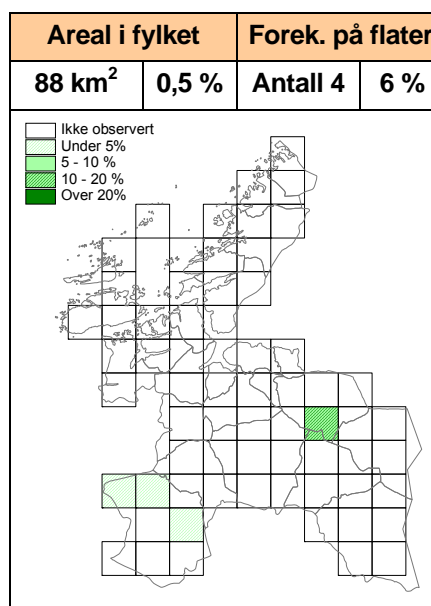 Areal i fylket Forek. på flater
88 km² 0,5 % Antall 4 6 %
Ikke observert
Under 5%
5 - 10 %
10 - 20 %
Over 20%